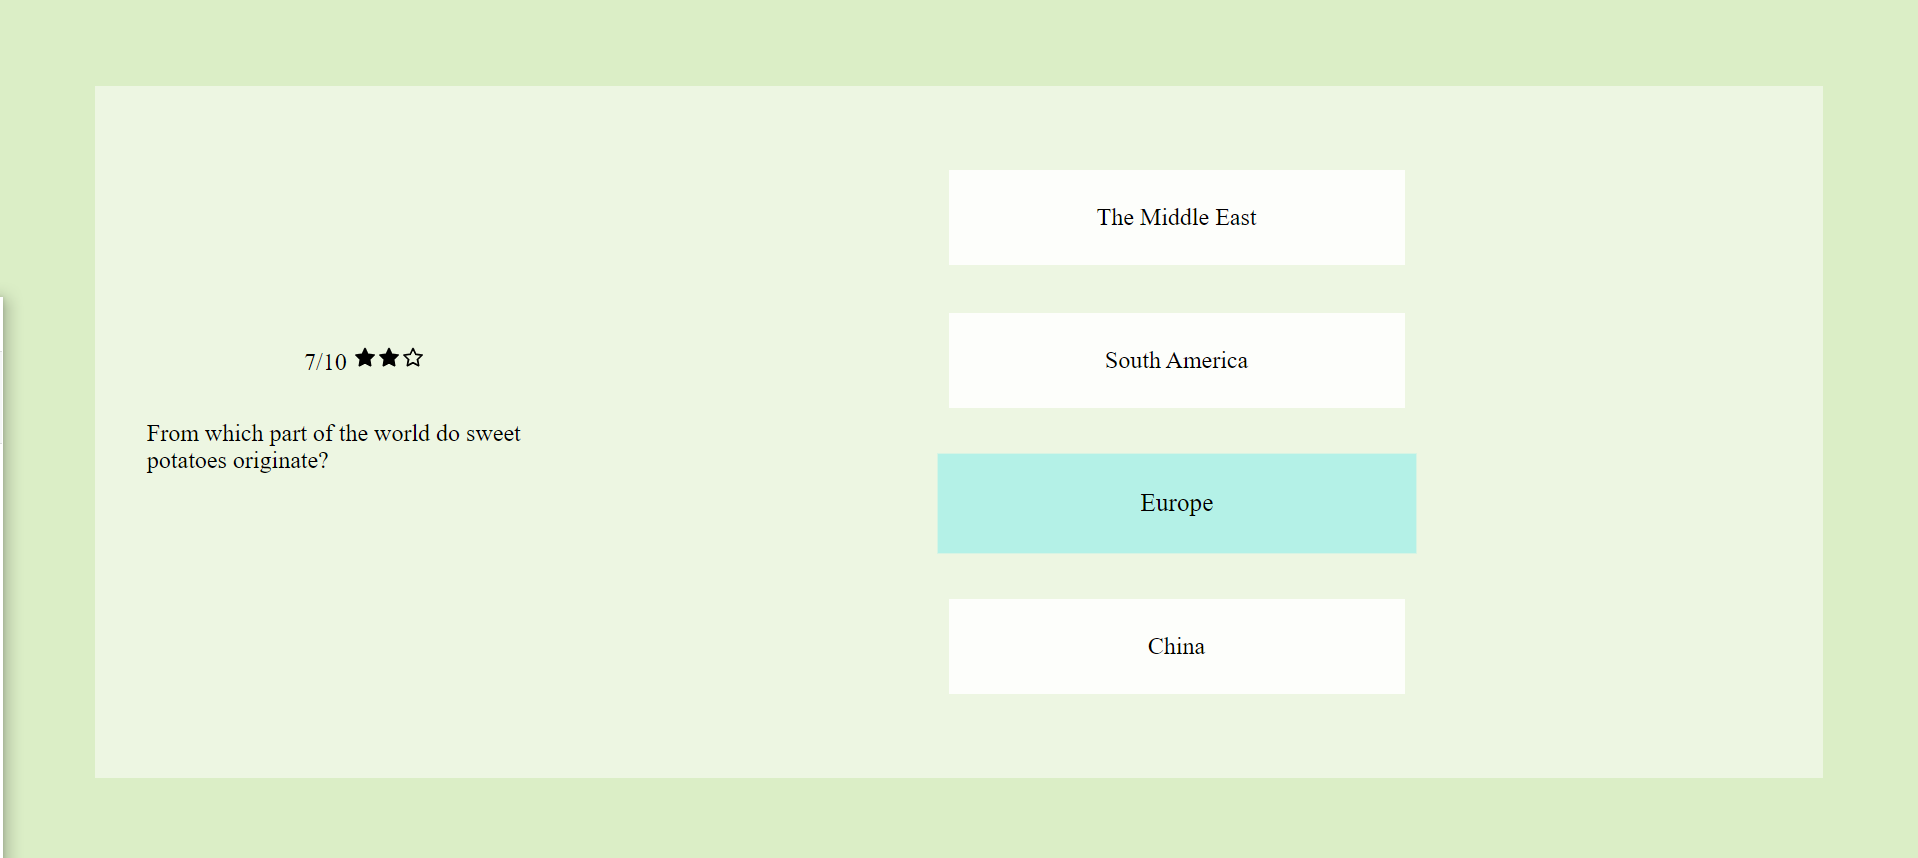 7/10 ★★☆
From which part of the world do sweet
potatoes originate?
The Middle East
South America
Europe
China